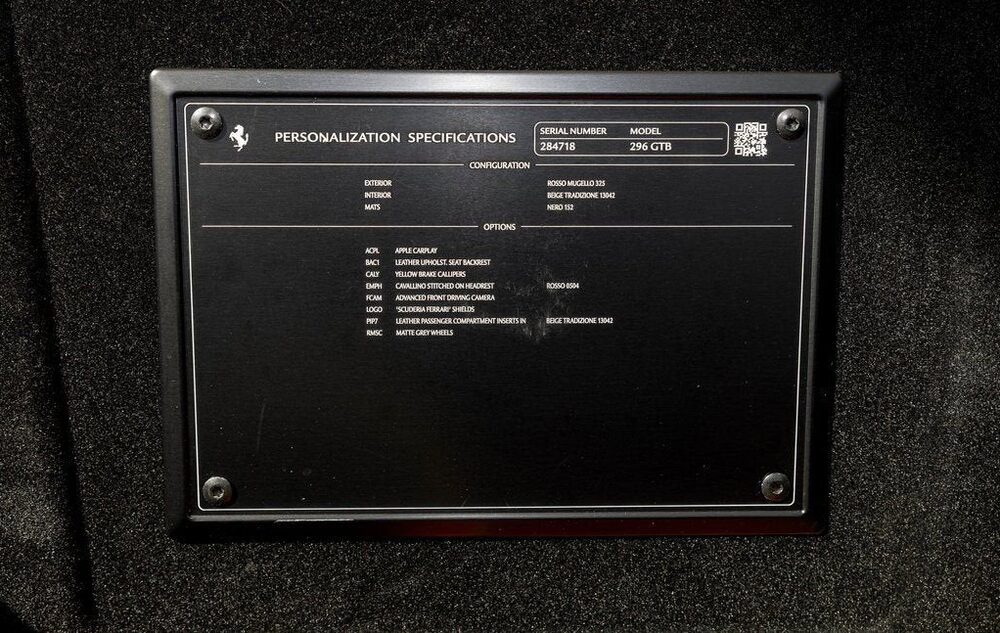 PERSONALIZATION SPECIFICATIONS
SERIAL NUMBER MODEL
284718 296 GTB
CONFIGURATION
EXTERIOR ROSSO MUGELLO 325
INTERIOR BEIGE TRADIZIONE 13042
MATS NERO 152
OPTIONS
ACPL APPLE CARPLAY
BAC1 LEATHER UPHOLST. SEAT BACKREST
CALY YELLOW BRAKE CALLIPERS
EMPH CAVALLINO STITCHED ON HEADREST ROSSO 0504
FCAM ADVANCED FRONT DRIVING CAMERA
LOGO "SCUDERIA FERRARI" SHIELDS
PIP7 LEATHER PASSENGER COMPARTMENT INSERTS IN BEIGE TRADIZIONE 13042
RMSC MATTE GREY WHEELS